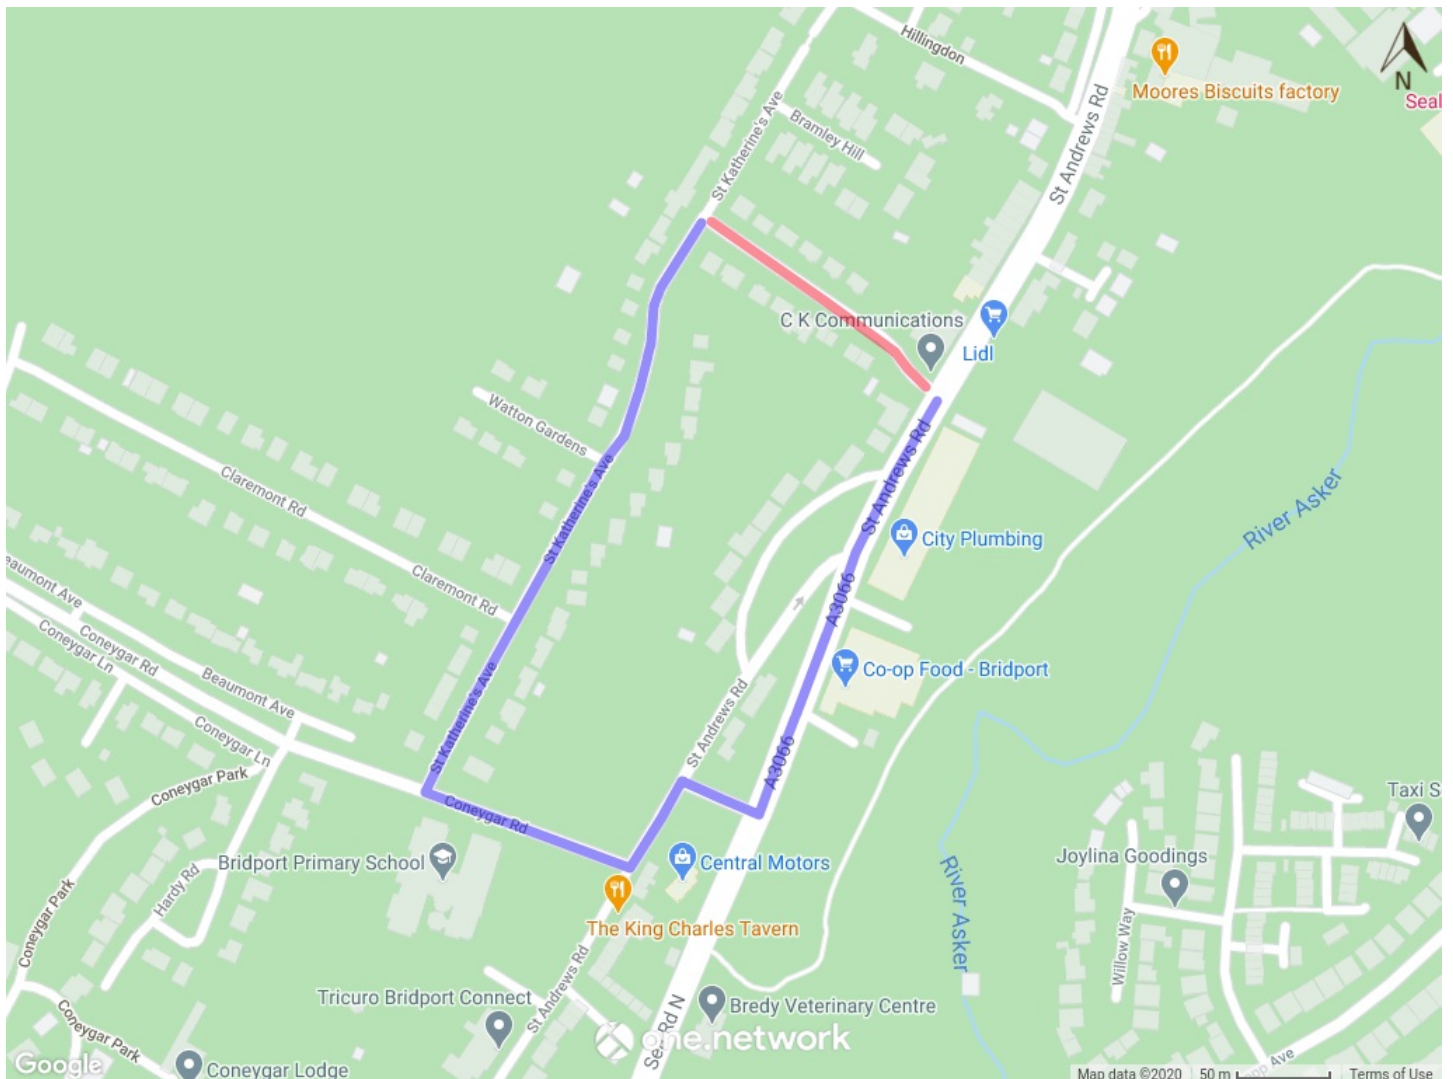 Hillingdon
Moores Biscuits factory
N
Seal
St Katherine's Ave
Bramley Hill
St Andrews Rd
C K Communications
Lidl
Watton Gardens
St Andrews Rd
Claremont Rd
St Katherine's Ave
City Plumbing
River Asker
Claremont Rd
A3066
Beaumont Ave
Coneygar Rd
Coneygar Ln
Beaumont Ave
St Katherine's Ave
Co-op Food - Bridport
St Andrews Rd
A3066
Coneygar Ln
Coneygar Park
Coneygar Rd
Taxi S
Bridport Primary School
Central Motors
Joylina Goodings
Hardy Rd
Coneygar Park
The King Charles Tavern
River Asker
Willow Way
Tricuro Bridport Connect
St Andrews Rd
Bredy Veterinary Centre
Coneygar Park
one.network
Rd N
Google
Coneygar Lodge
Map data ©2020
50 m
Terms of Use
Ave